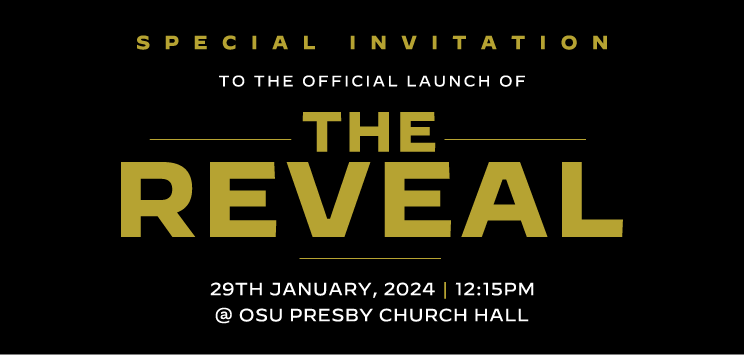 SPECIAL INVITATION
TO THE OFFICIAL LAUNCH OF
THE
REVEAL
29TH JANUARY, 2024 | 12:15PM
@ OSU PRESBY CHURCH HALL